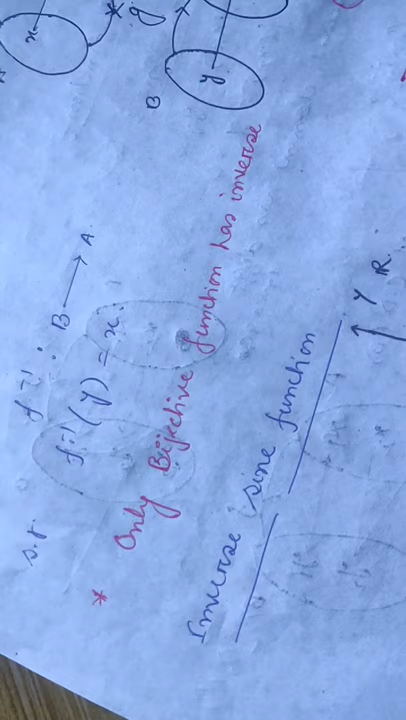 x
g
B
y
f⁻¹ : B → A.
s.t. f⁻¹(y) = x.
* Only Bijective function has inverse
Inverse sine function
Y
R.